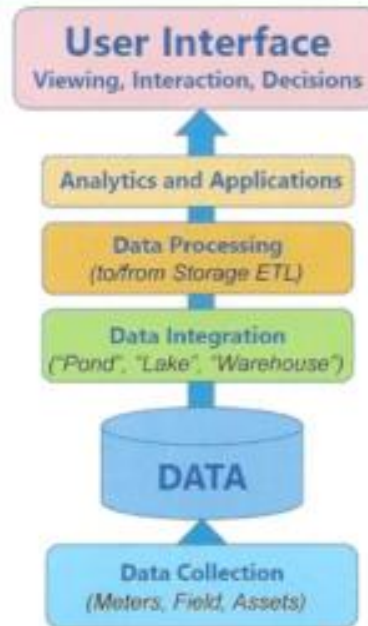 User Interface
Viewing, Interaction, Decisions
Analytics and Applications
Data Processing
(to/from Storage ETL)
Data Integration
("Pond", "Lake", "Warehouse")
DATA
Data Collection
(Meters, Field, Assets)